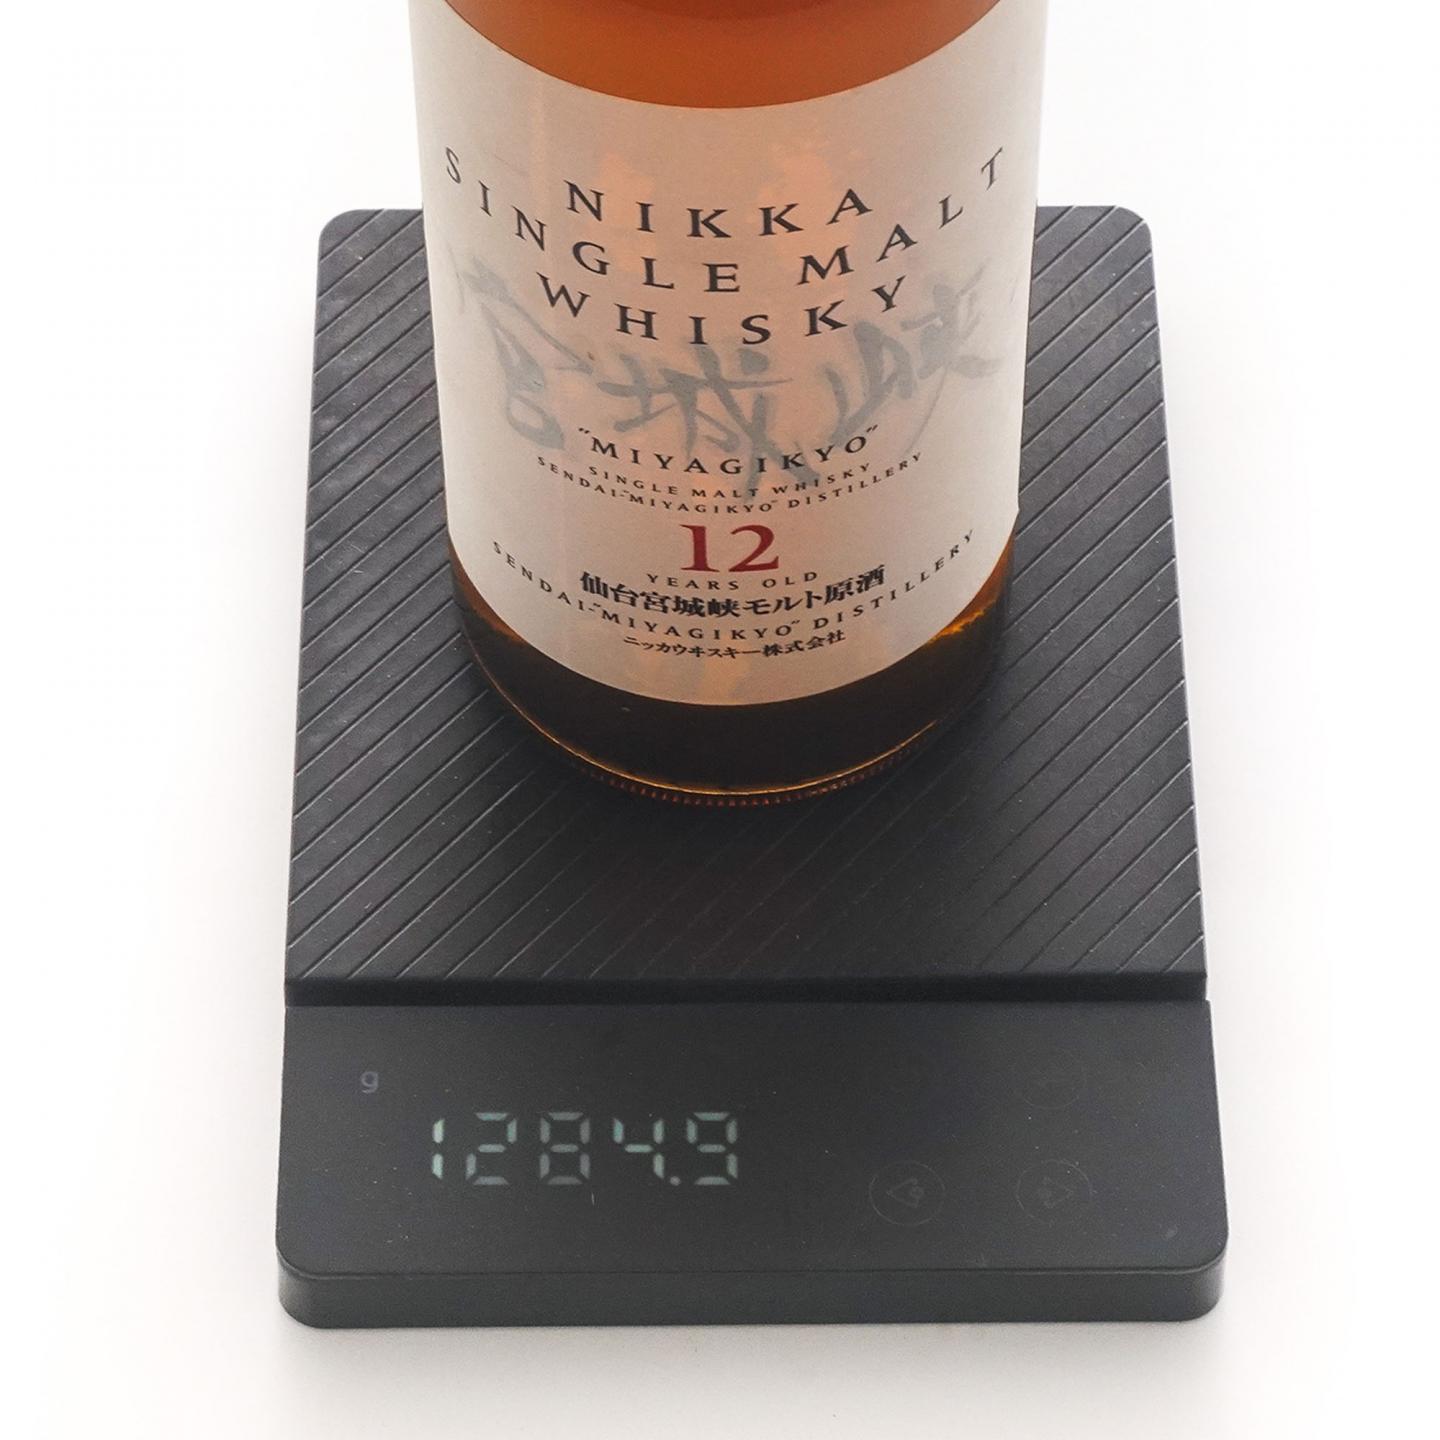 NIKKA
SINGLE MALT
WHISKY
宮城峡
"MIYAGIKYO"
SINGLE MALT WHISKY
SENDAI-"MIYAGIKYO" DISTILLERY
12
YEARS OLD
仙台宮城峡モルト原酒
SENDAI-"MIYAGIKYO" DISTILLERY
ニッカウヰスキー株式会社
g
1284.9